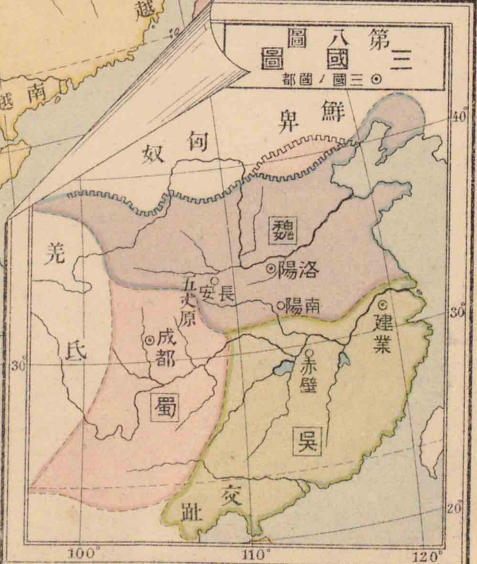 第八圖
三國圖
⊙三國ノ國都
越
南越
鮮卑
匈奴
40°
羌
魏
洛陽
長安
五丈原
南陽
氐
建業
30°
成都
赤壁
30°
蜀
吳
交趾
20°
100°
110°
120°